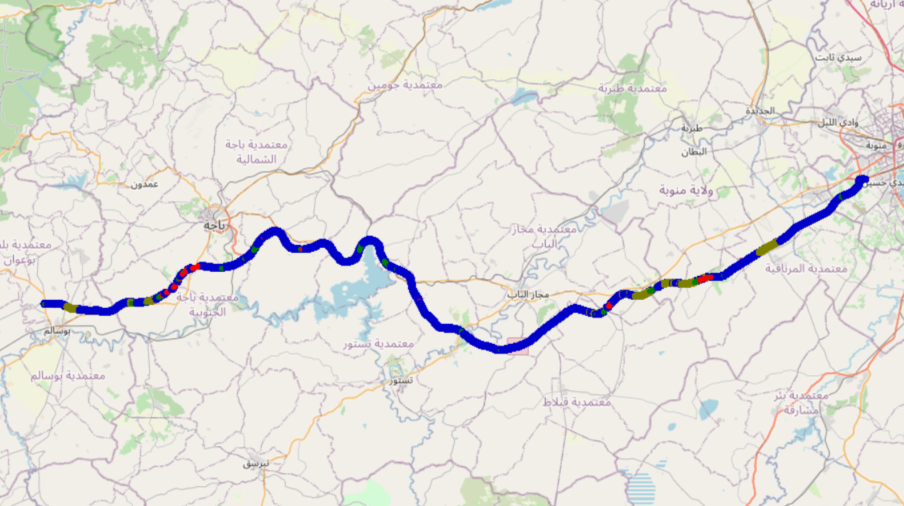 أريانة
سيدي ثابت
معتمدية جومين
معتمدية طبربة
الجديدة
وادي الليل
طبربة
منوبة
البطان
معتمدية باجة
الشمالية
عمدون
ولاية منوبة
باجة
معتمدية مجاز
الباب
بوعوان
معتمدية المرناقية
معتمدية باجة
الجنوبية
مجاز الباب
بوسالم
معتمدية تستور
معتمدية بوسالم
تستور
معتمدية قبلاط
معتمدية بئر
مشارقة
تبرسق